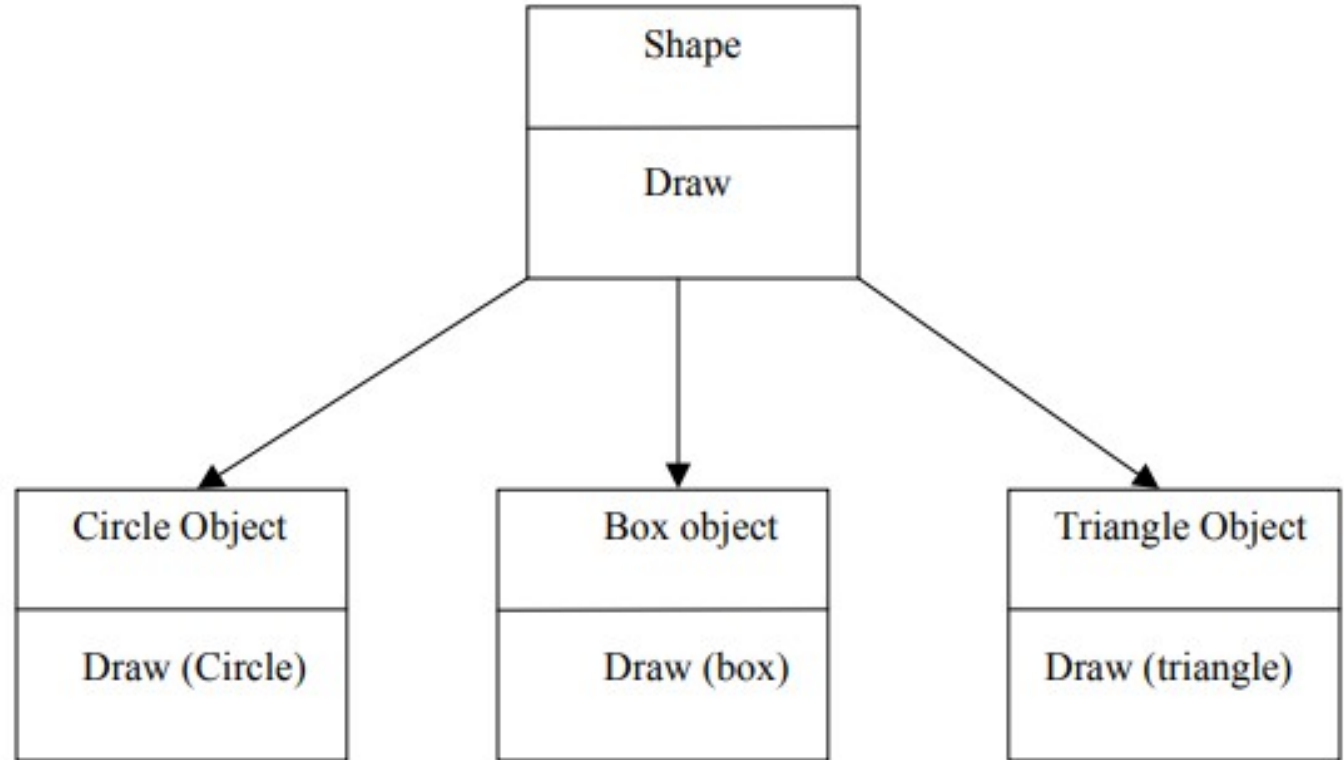 Shape
Draw
Circle Object
Draw (Circle)
Box object
Draw (box)
Triangle Object
Draw (triangle)